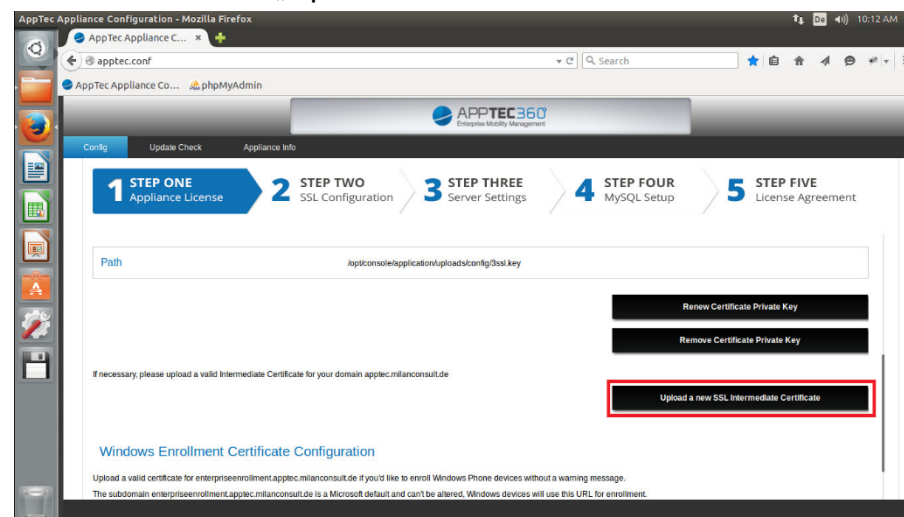 AppTec Appliance Configuration - Mozilla Firefox
De
10:12 AM
AppTec Appliance C... ×
apptec.conf
Search
AppTec Appliance Co...
phpMyAdmin
APPTEC360
Enterprise Mobility Management
Config Update Check Appliance Info
1 STEP ONE
Appliance License
2 STEP TWO
SSL Configuration
3 STEP THREE
Server Settings
4 STEP FOUR
MySQL Setup
5 STEP FIVE
License Agreement
Path /opt/console/application/uploads/config/3ssl.key
Renew Certificate Private Key
Remove Certificate Private Key
If necessary, please upload a valid Intermediate Certificate for your domain apptec.milanconsult.de
Upload a new SSL Intermediate Certificate
Windows Enrollment Certificate Configuration
Upload a valid certificate for enterpriseenrollment.apptec.milanconsult.de if you'd like to enroll Windows Phone devices without a warning message.
The subdomain enterpriseenrollment.apptec.milanconsult.de is a Microsoft default and can't be altered, Windows devices will use this URL for enrollment.